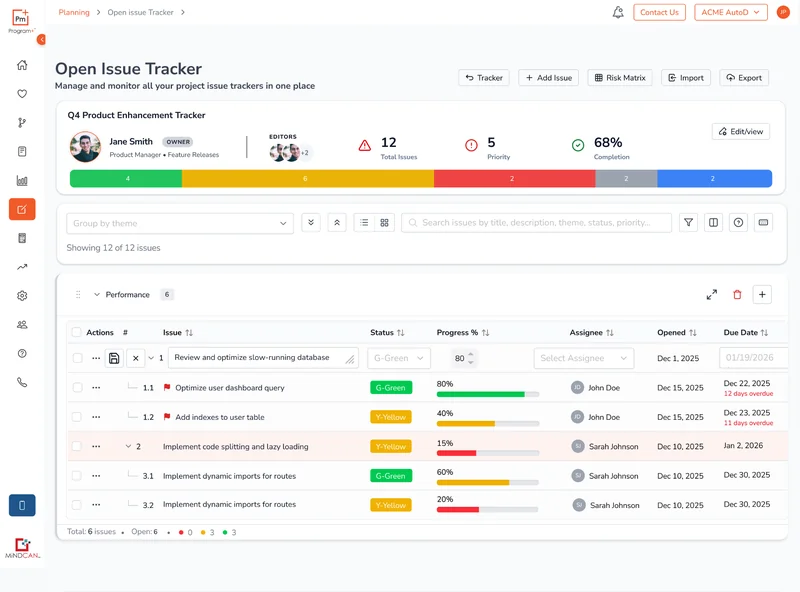 Pm
Program+
Planning > Open issue Tracker >
Contact Us
ACME AutoD
JP
Open Issue Tracker
Manage and monitor all your project issue trackers in one place
Tracker
+ Add Issue
Risk Matrix
Import
Export
Q4 Product Enhancement Tracker
Jane Smith OWNER
Product Manager • Feature Releases
EDITORS
+2
12
Total Issues
5
Priority
68%
Completion
Edit/view
4 6 2 2 2
Group by theme
Search issues by title, description, theme, status, priority...
Showing 12 of 12 issues
Performance 6
Actions # Issue Status Progress % Assignee Opened Due Date
1 Review and optimize slow-running database G-Green 80 Select Assignee Dec 1, 2025 01/19/2026
1.1 Optimize user dashboard query G-Green 80% JD John Doe Dec 15, 2025 Dec 22, 2025
12 days overdue
1.2 Add indexes to user table Y-Yellow 40% JD John Doe Dec 15, 2025 Dec 23, 2025
11 days overdue
2 Implement code splitting and lazy loading Y-Yellow 15% SJ Sarah Johnson Dec 10, 2025 Jan 2, 2026
3.1 Implement dynamic imports for routes G-Green 60% SJ Sarah Johnson Dec 10, 2025 Dec 30, 2025
3.2 Implement dynamic imports for routes Y-Yellow 20% SJ Sarah Johnson Dec 10, 2025 Dec 30, 2025
Total: 6 issues • Open: 6 • 0 3 3
MINDCAN